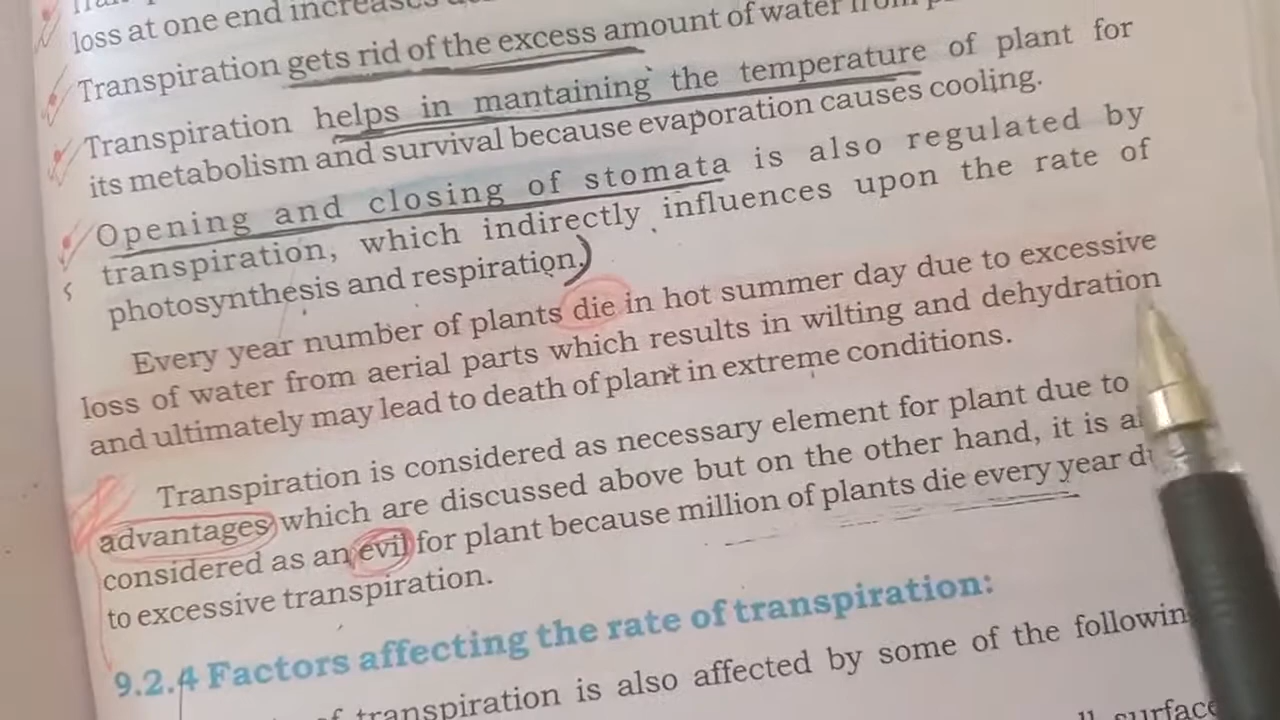 loss at one end increases
Transpiration gets rid of the excess amount of water from
Transpiration helps in mantaining the temperature of plant for
its metabolism and survival because evaporation causes cooling.
Opening and closing of stomata is also regulated by
transpiration, which indirectly influences upon the rate of
photosynthesis and respiration.)
Every year number of plants die in hot summer day due to excessive
loss of water from aerial parts which results in wilting and dehydration
and ultimately may lead to death of plant in extreme conditions.
Transpiration is considered as necessary element for plant due to
advantages which are discussed above but on the other hand, it is
considered as an evil for plant because million of plants die every year
to excessive transpiration.
9.2.4 Factors affecting the rate of transpiration:
transpiration is also affected by some of the
surface